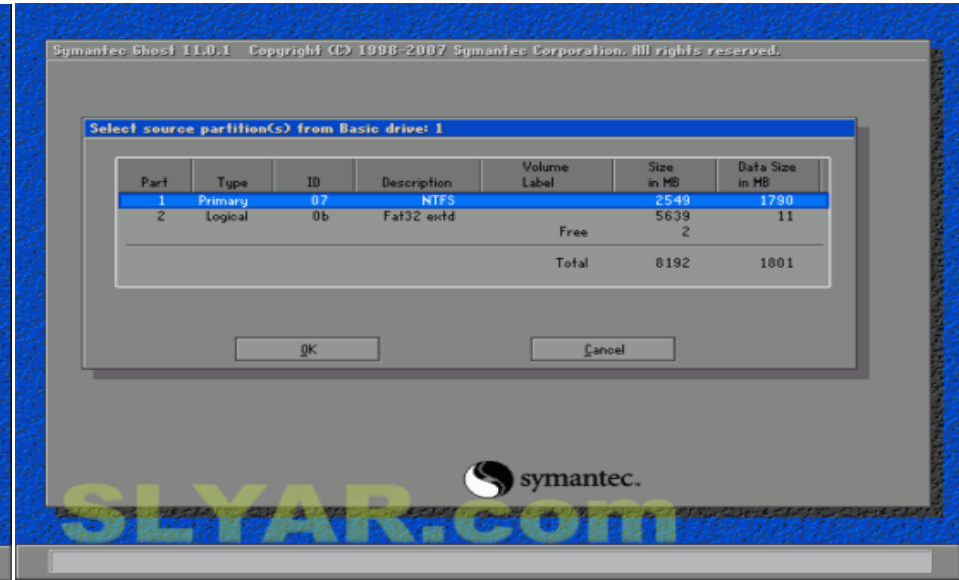 Symantec Ghost 11.0.1 Copyright (C) 1998-2007 Symantec Corporation. All rights reserved.
Select source partition(s) from Basic drive: 1
Part Type ID Description Volume Label Size in MB Data Size in MB
1 Primary 07 NTFS 2549 1790
2 Logical 0b Fat32 extd 5639 11
Free 2
Total 8192 1801
OK Cancel
symantec.
SLYAR.com